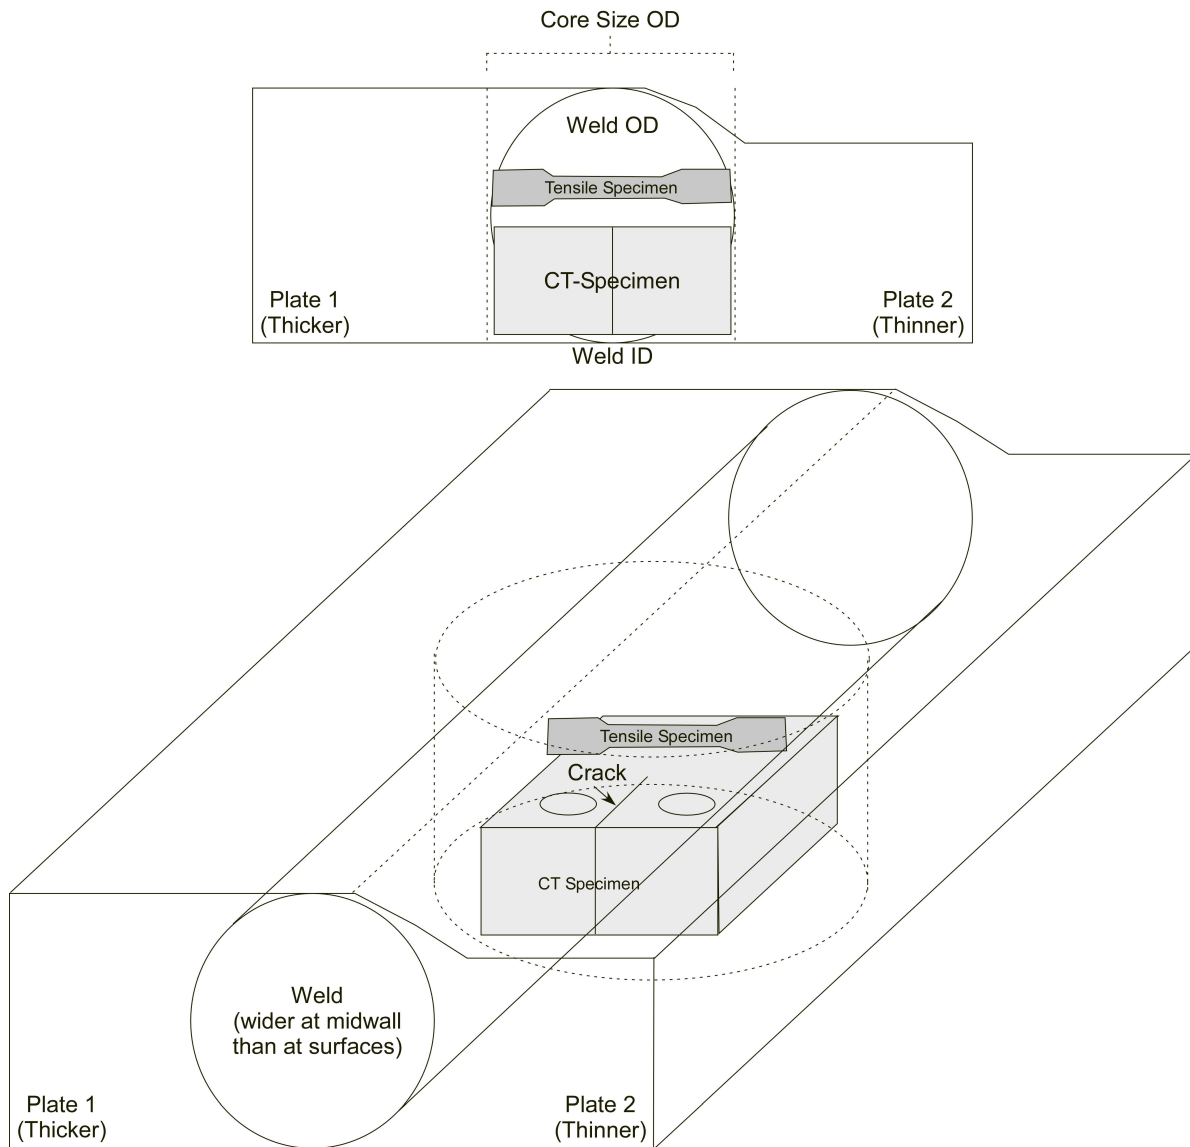 Core Size OD
Weld OD
Tensile Specimen
CT-Specimen
Plate 1
(Thicker)
Plate 2
(Thinner)
Weld ID
Tensile Specimen
Crack
CT Specimen
Weld
(wider at midwall
than at surfaces)
Plate 1
(Thicker)
Plate 2
(Thinner)